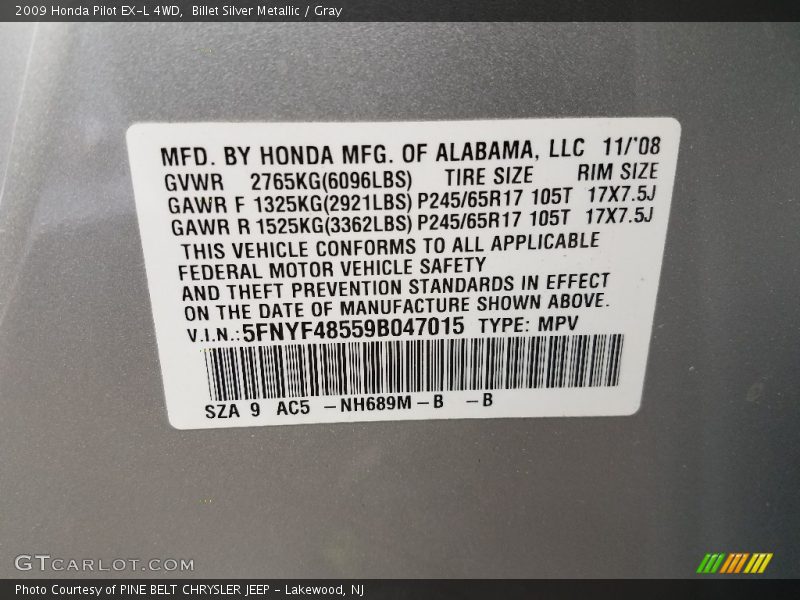 2009 Honda Pilot EX-L 4WD, Billet Silver Metallic / Gray
MFD. BY HONDA MFG. OF ALABAMA, LLC 11/'08
GVWR 2765KG(6096LBS) TIRE SIZE RIM SIZE
GAWR F 1325KG(2921LBS) P245/65R17 105T 17X7.5J
GAWR R 1525KG(3362LBS) P245/65R17 105T 17X7.5J
THIS VEHICLE CONFORMS TO ALL APPLICABLE
FEDERAL MOTOR VEHICLE SAFETY
AND THEFT PREVENTION STANDARDS IN EFFECT
ON THE DATE OF MANUFACTURE SHOWN ABOVE.
V.I.N.: 5FNYF48559B047015 TYPE: MPV
SZA 9 AC5 -NH689M-B -B
GTCARLOT.COM
Photo Courtesy of PINE BELT CHRYSLER JEEP - Lakewood, NJ